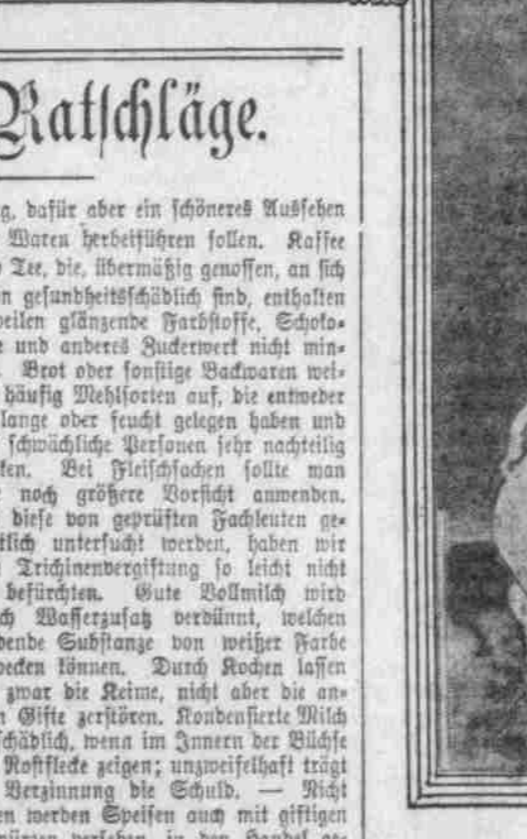 Ratschläge.
g, dafür aber ein schöneres Aussehen
Waren herbeiführen sollen. Kaffee
Tee, die, übermäßig genossen, an sich
n gesundheitsschädlich sind, enthalten
weilen glänzende Farbstoffe, Schoko-
e und anderes Zuckerwerk nicht min-
. Brot oder sonstige Backwaren wei-
häufig Mehlsorten auf, die entweder
lange oder feucht gelegen haben und
schwächliche Personen sehr nachteilig
ken. Bei Fleischsachen sollte man
noch größere Vorsicht anwenden.
diese von geprüften Fachleuten ge-
tlich untersucht werden, haben wir
Trichinenvergiftung so leicht nicht
befürchten. Gute Vollmilch wird
ch Wasserzusatz verdünnt, welchen
bende Substanze von weißer Farbe
decken können. Durch Kochen lassen
zwar die Keime, nicht aber die an-
n Gifte zerstören. Kondensierte Milch
schädlich, wenn im Innern der Büchse
Rostflecke zeigen; unzweifelhaft trägt
Verzinnung die Schuld. — Nicht
en werden Speisen auch mit giftigen
versehen, in den Handel ge-